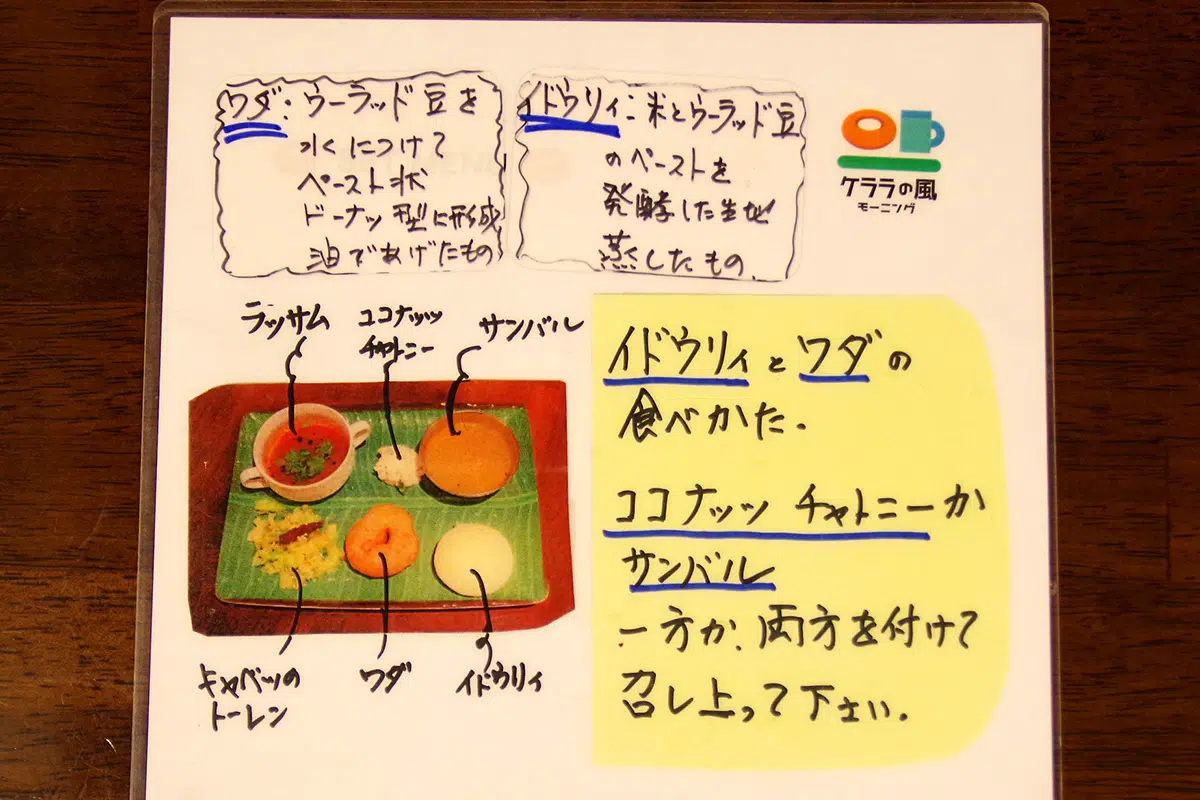 ワダ：ウーラッド豆を
水につけて
ペースト状
ドーナッツ型に形成
油であげたもの
イドゥリィ：米とウーラッド豆
のペーストを
発酵した生地
蒸したもの
ケララの風
モーニング
ラッサム
ココナッツ
チャトニー
サンバル
キャベツの
トーレン
ワダ
イドゥリィ
イドゥリィとワダの
食べかた.
ココナッツ チャトニーか
サンバル
一方か、両方を付けて
召し上って下さい.